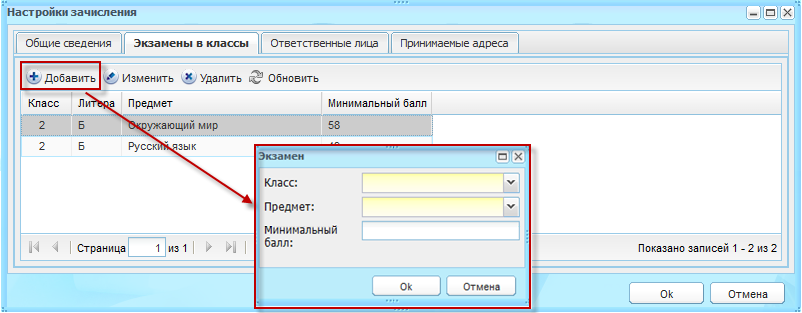 Настройки зачисления
Общие сведения Экзамены в классы Ответственные лица Принимаемые адреса
Добавить Изменить Удалить Обновить
Класс Литера Предмет Минимальный балл
2 Б Окружающий мир 58
2 Б Русский язык
Экзамен
Класс:
Предмет:
Минимальный
балл:
Ok Отмена
Страница 1 из 1 Показано записей 1 - 2 из 2
Ok Отмена